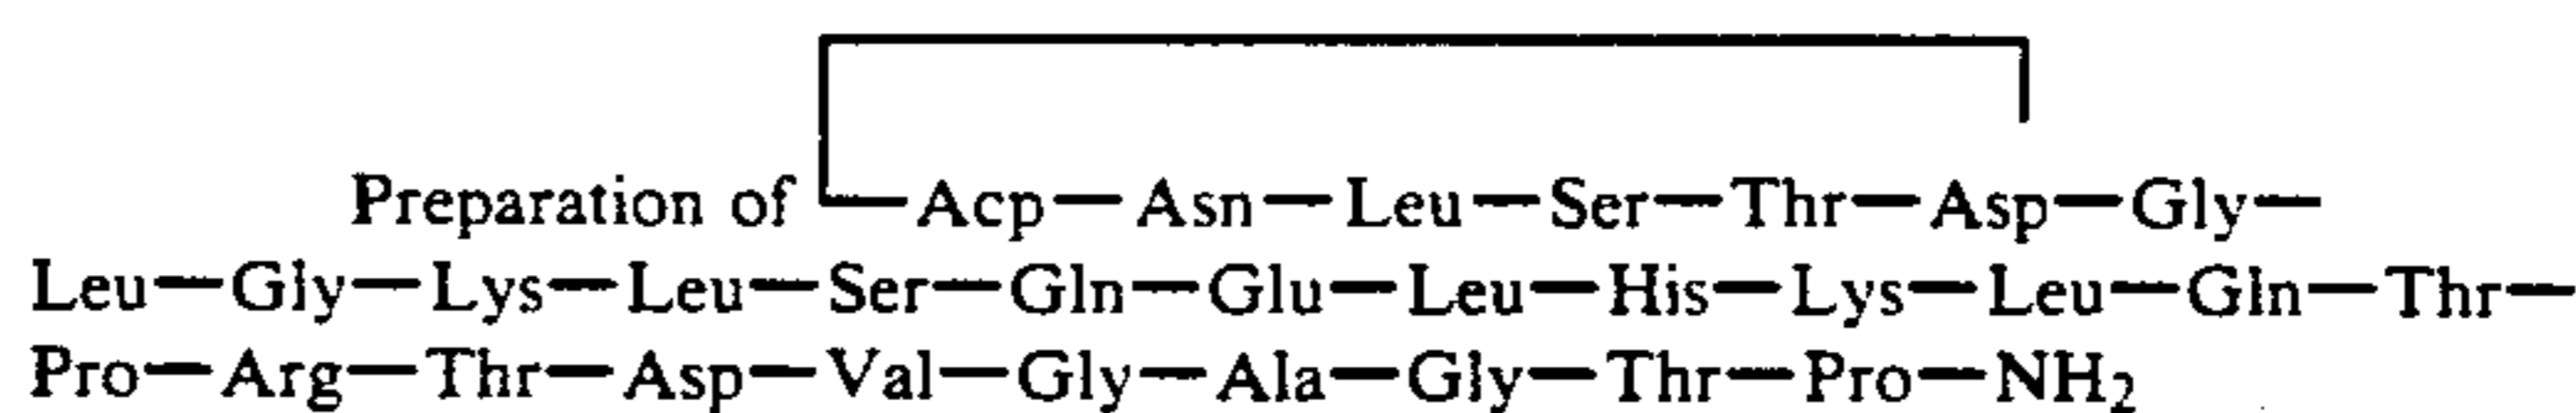 Preparation of Acp—Asn—Leu—Ser—Thr—Asp—Gly—
Leu—Gly—Lys—Leu—Ser—Gln—Glu—Leu—His—Lys—Leu—Gln—Thr—
Pro—Arg—Thr—Asp—Val—Gly—Ala—Gly—Thr—Pro—NH₂